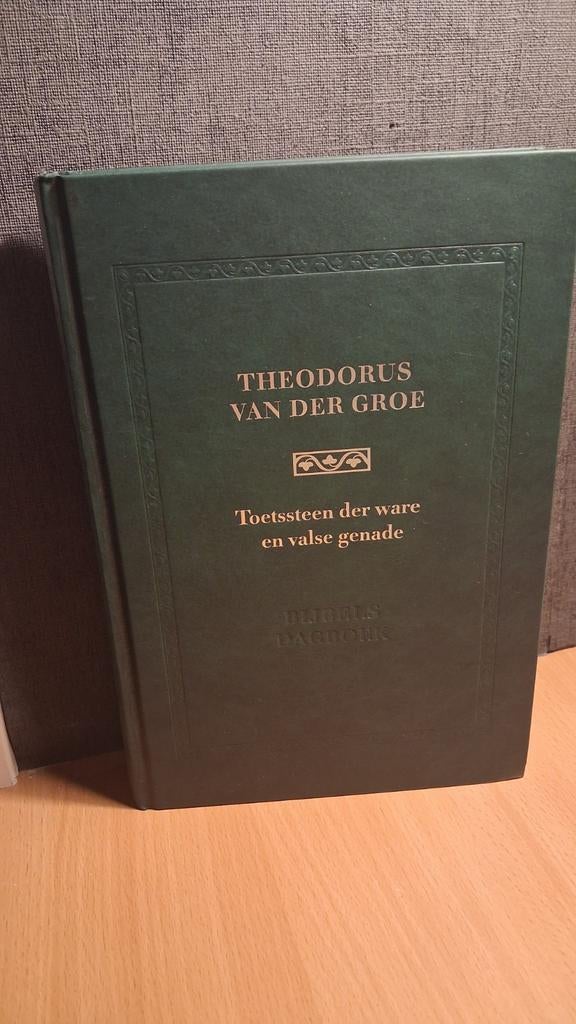 THEODORUS
VAN DER GROE
Toetssteen der ware
en valse genade
BIJBELS
DAGBOEK